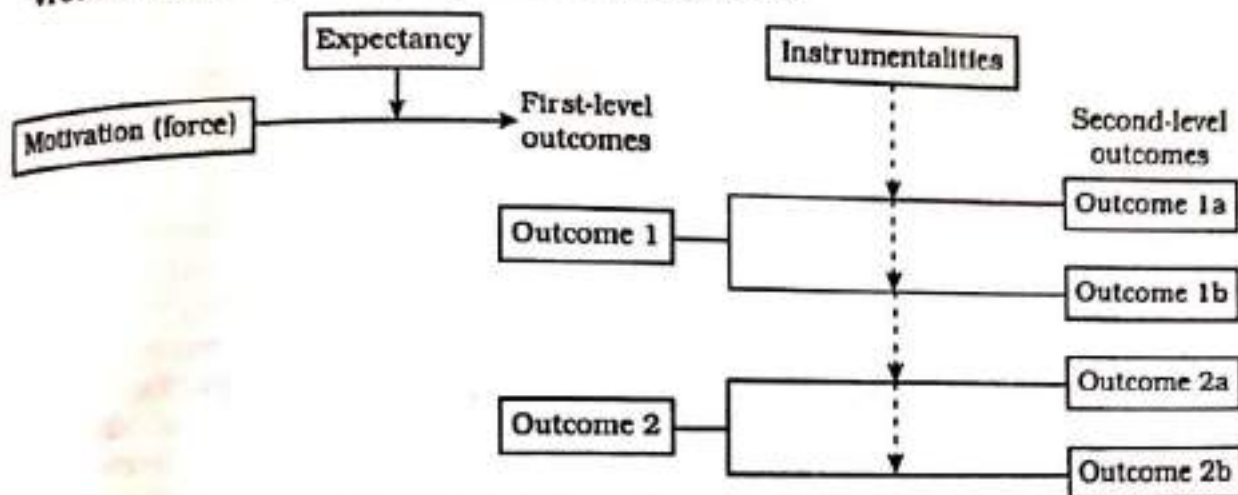 Expectancy
Instrumentalities
Motivation (force)
First-level
outcomes
Second-level
outcomes
Outcome 1
Outcome 1a
Outcome 1b
Outcome 2
Outcome 2a
Outcome 2b